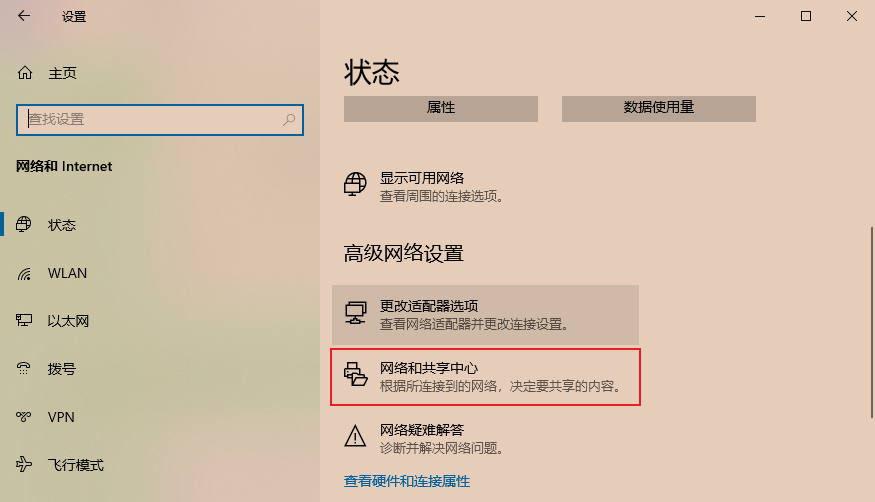 设置
主页
查找设置
网络和 Internet
状态
WLAN
以太网
拨号
VPN
飞行模式
状态
属性
数据使用量
显示可用网络
查看周围的连接选项。
高级网络设置
更改适配器选项
查看网络适配器并更改连接设置。
网络和共享中心
根据所连接到的网络，决定要共享的内容。
网络疑难解答
诊断并解决网络问题。
查看硬件和连接属性